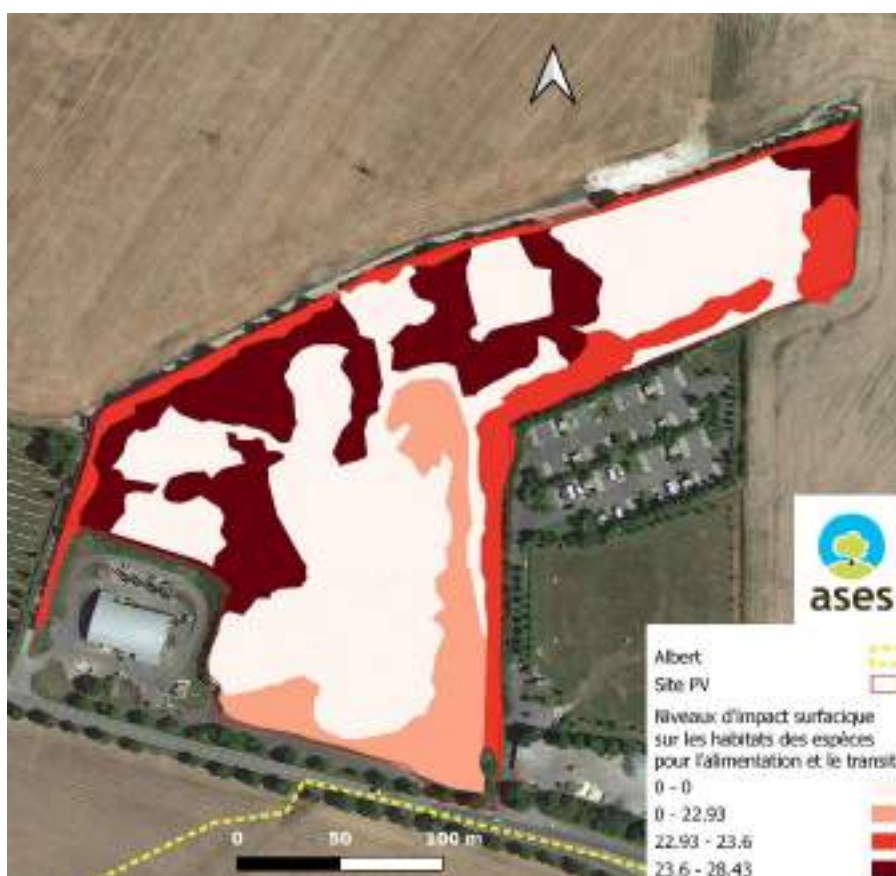 ases
Albert
Site PV
Niveaux d'impact surfacique
sur les habitats des espèces
pour l'alimentation et le transit
0 - 0
0 - 22.93
22.93 - 23.6
23.6 - 28.43
0 50 100 m